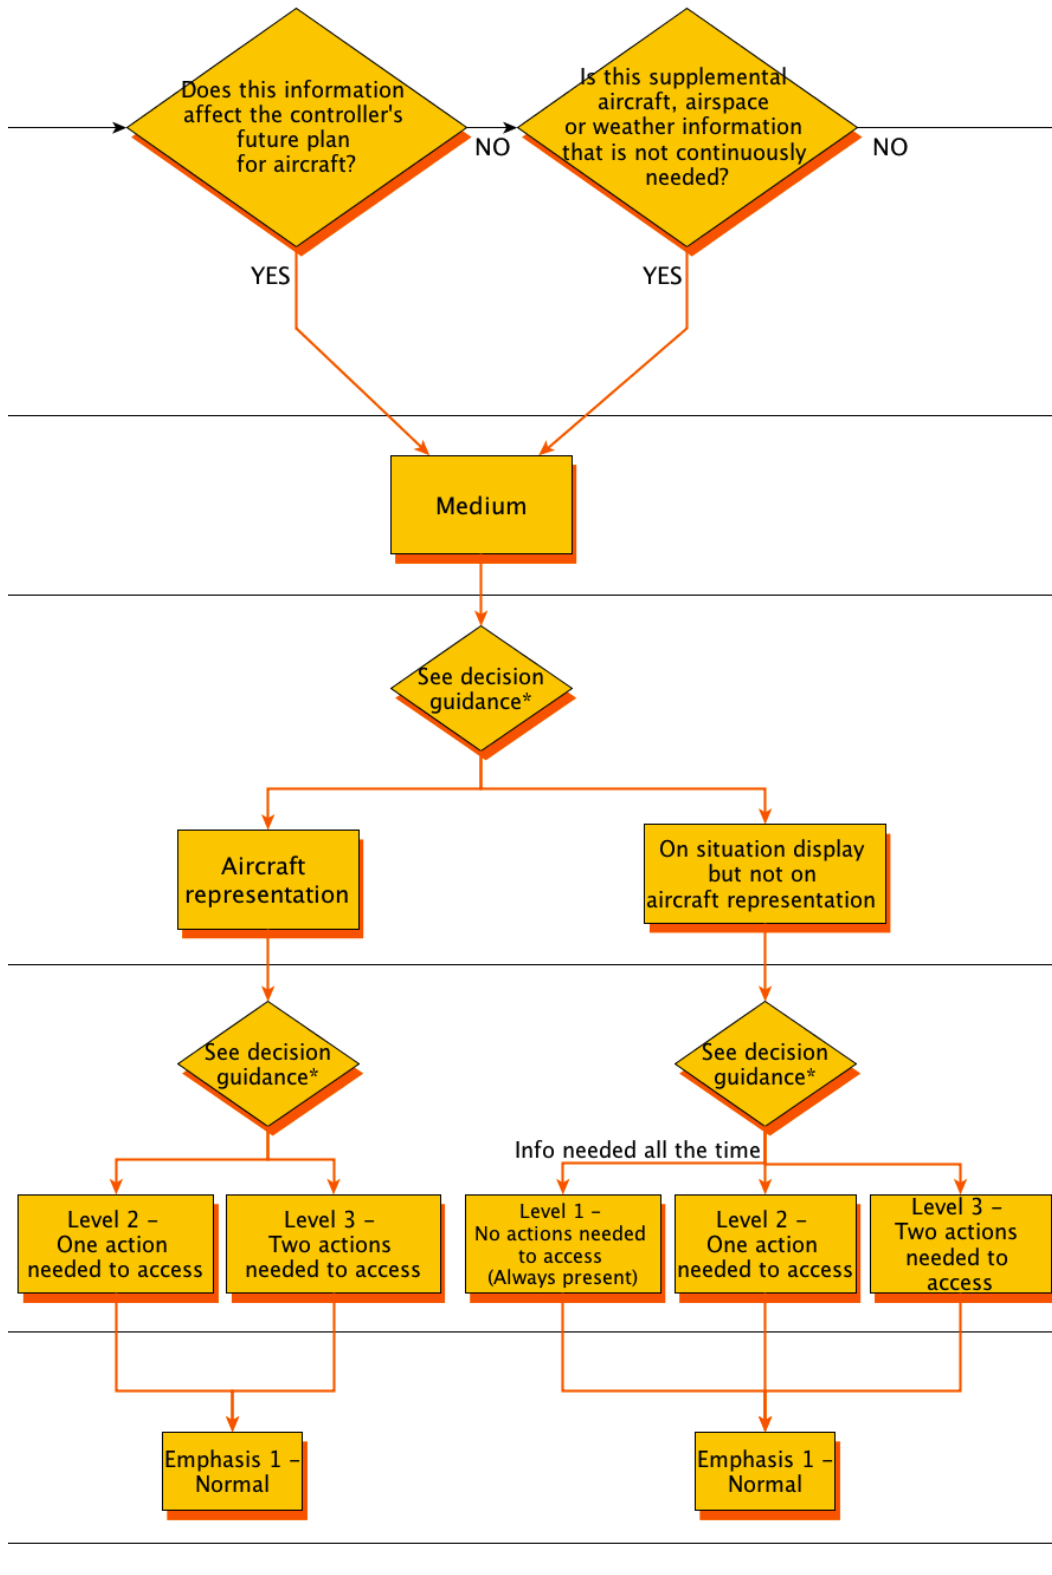 Does this information
affect the controller's
future plan
for aircraft?
NO
YES
Is this supplemental
aircraft, airspace
or weather information
that is not continuously
needed?
NO
YES
Medium
See decision
guidance*
Aircraft
representation
On situation display
but not on
aircraft representation
See decision
guidance*
See decision
guidance*
Info needed all the time
Level 2 –
One action
needed to access
Level 3 –
Two actions
needed to access
Level 1 –
No actions needed
to access
(Always present)
Level 2 –
One action
needed to access
Level 3 –
Two actions
needed to
access
Emphasis 1 –
Normal
Emphasis 1 –
Normal